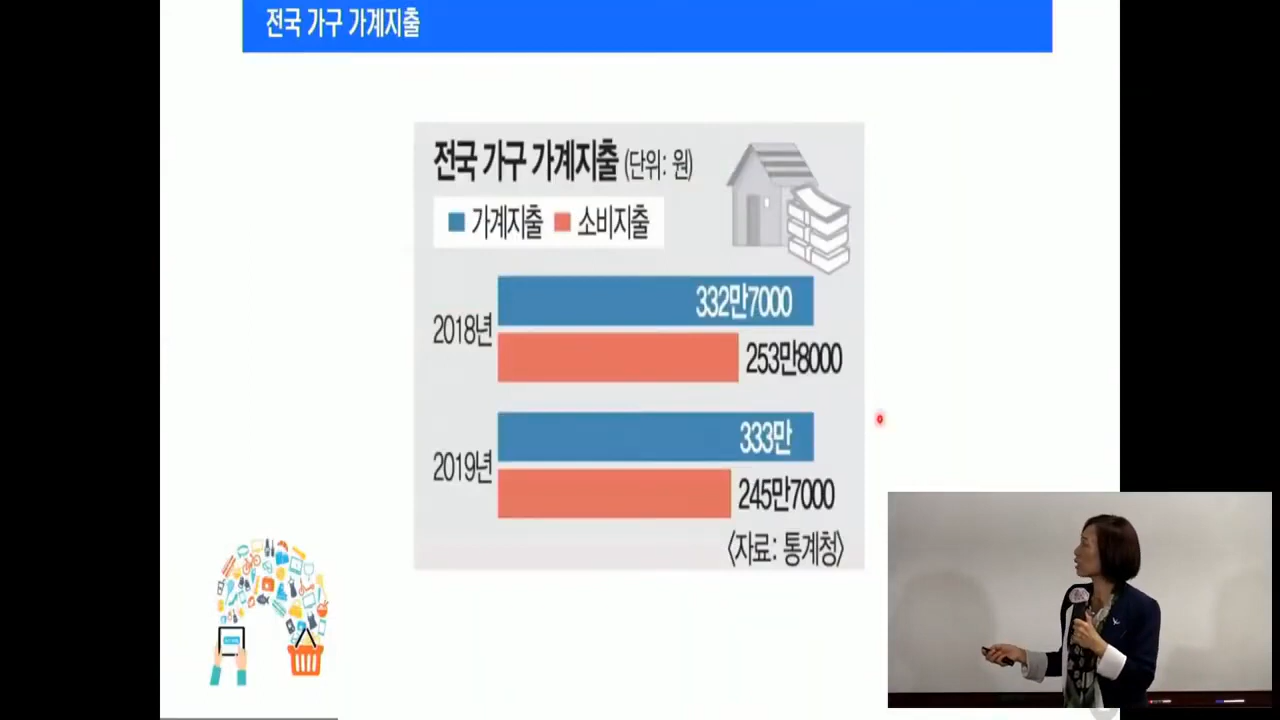 전국 가구 가계지출
전국 가구 가계지출 (단위: 원)
가계지출 소비지출
2018년
332만7000
253만8000
2019년
333만
245만7000
〈자료: 통계청〉